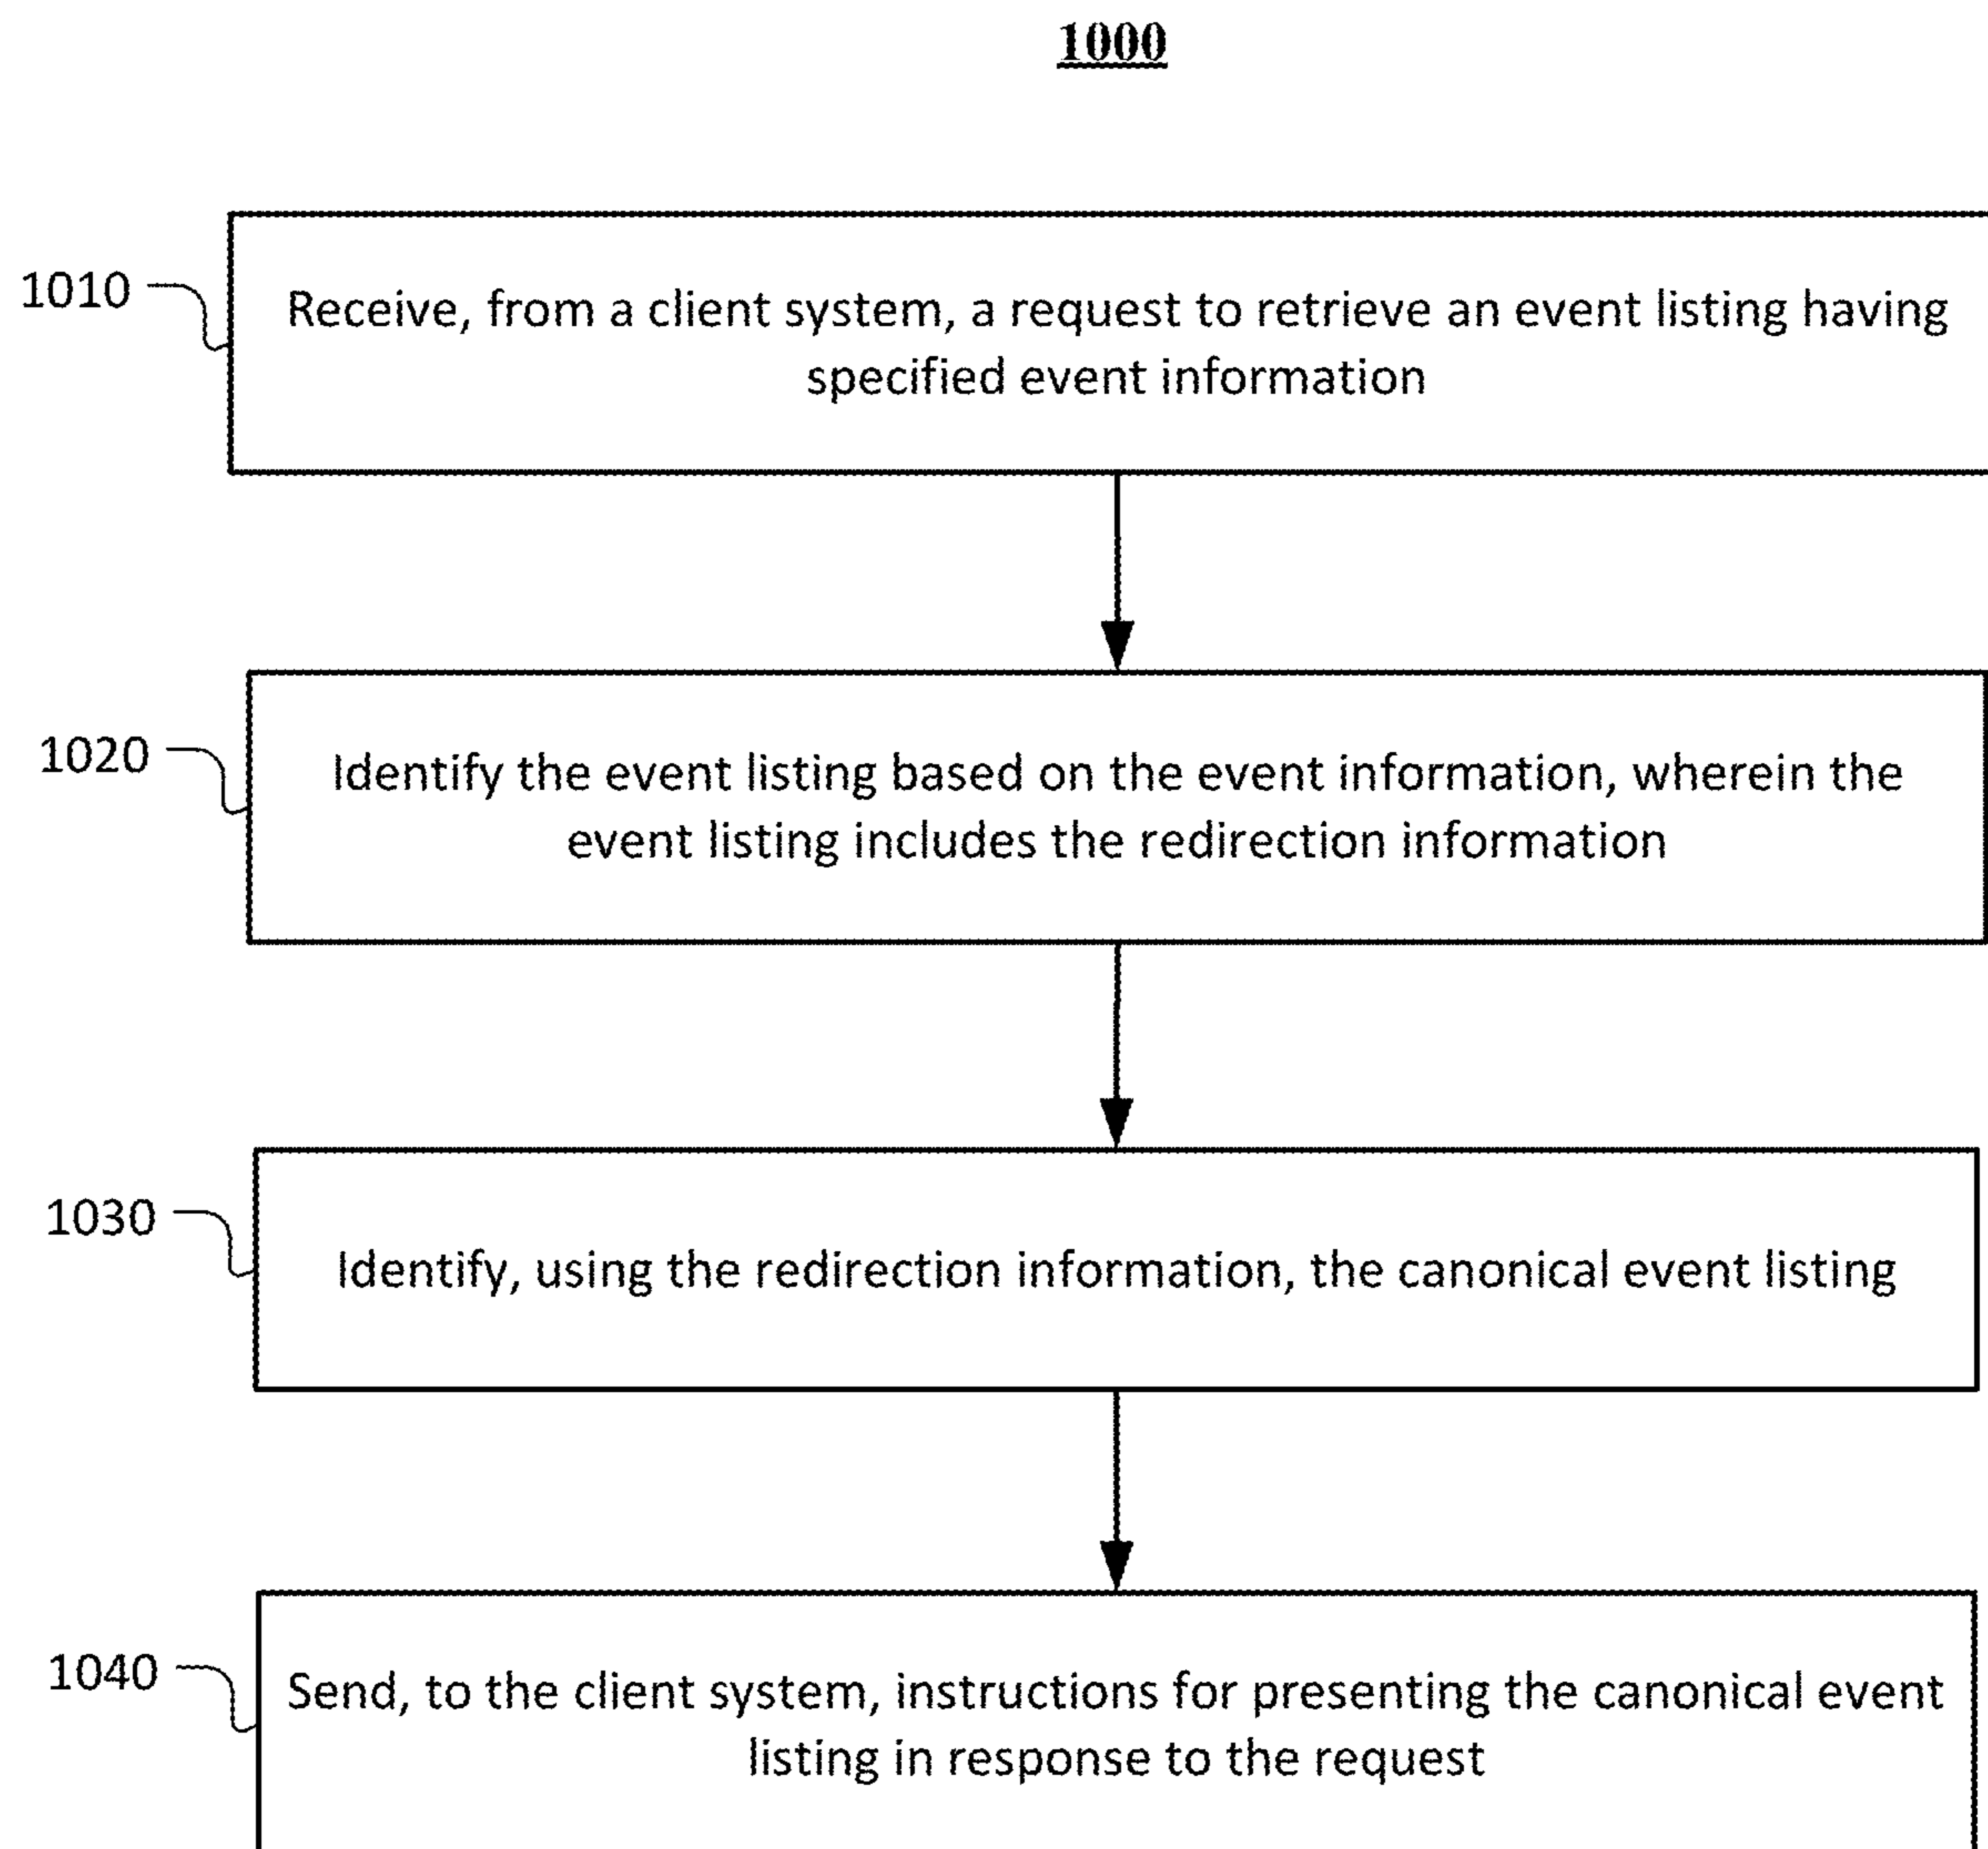 1000
1010
Receive, from a client system, a request to retrieve an event listing having
specified event information
1020
Identify the event listing based on the event information, wherein the
event listing includes the redirection information
1030
Identify, using the redirection information, the canonical event listing
1040
Send, to the client system, instructions for presenting the canonical event
listing in response to the request